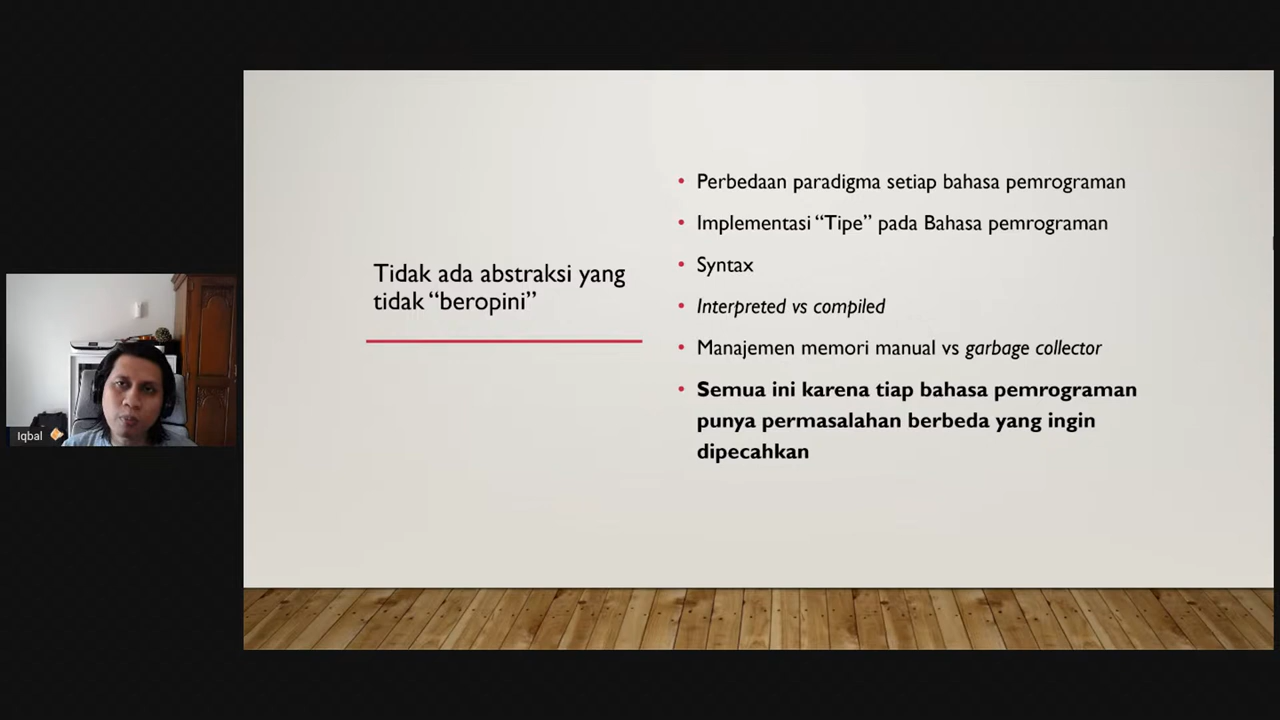 Tidak ada abstraksi yang
tidak “beropini”
• Perbedaan paradigma setiap bahasa pemrograman
• Implementasi “Tipe” pada Bahasa pemrograman
• Syntax
• Interpreted vs compiled
• Manajemen memori manual vs garbage collector
• Semua ini karena tiap bahasa pemrograman
punya permasalahan berbeda yang ingin
dipecahkan
Iqbal